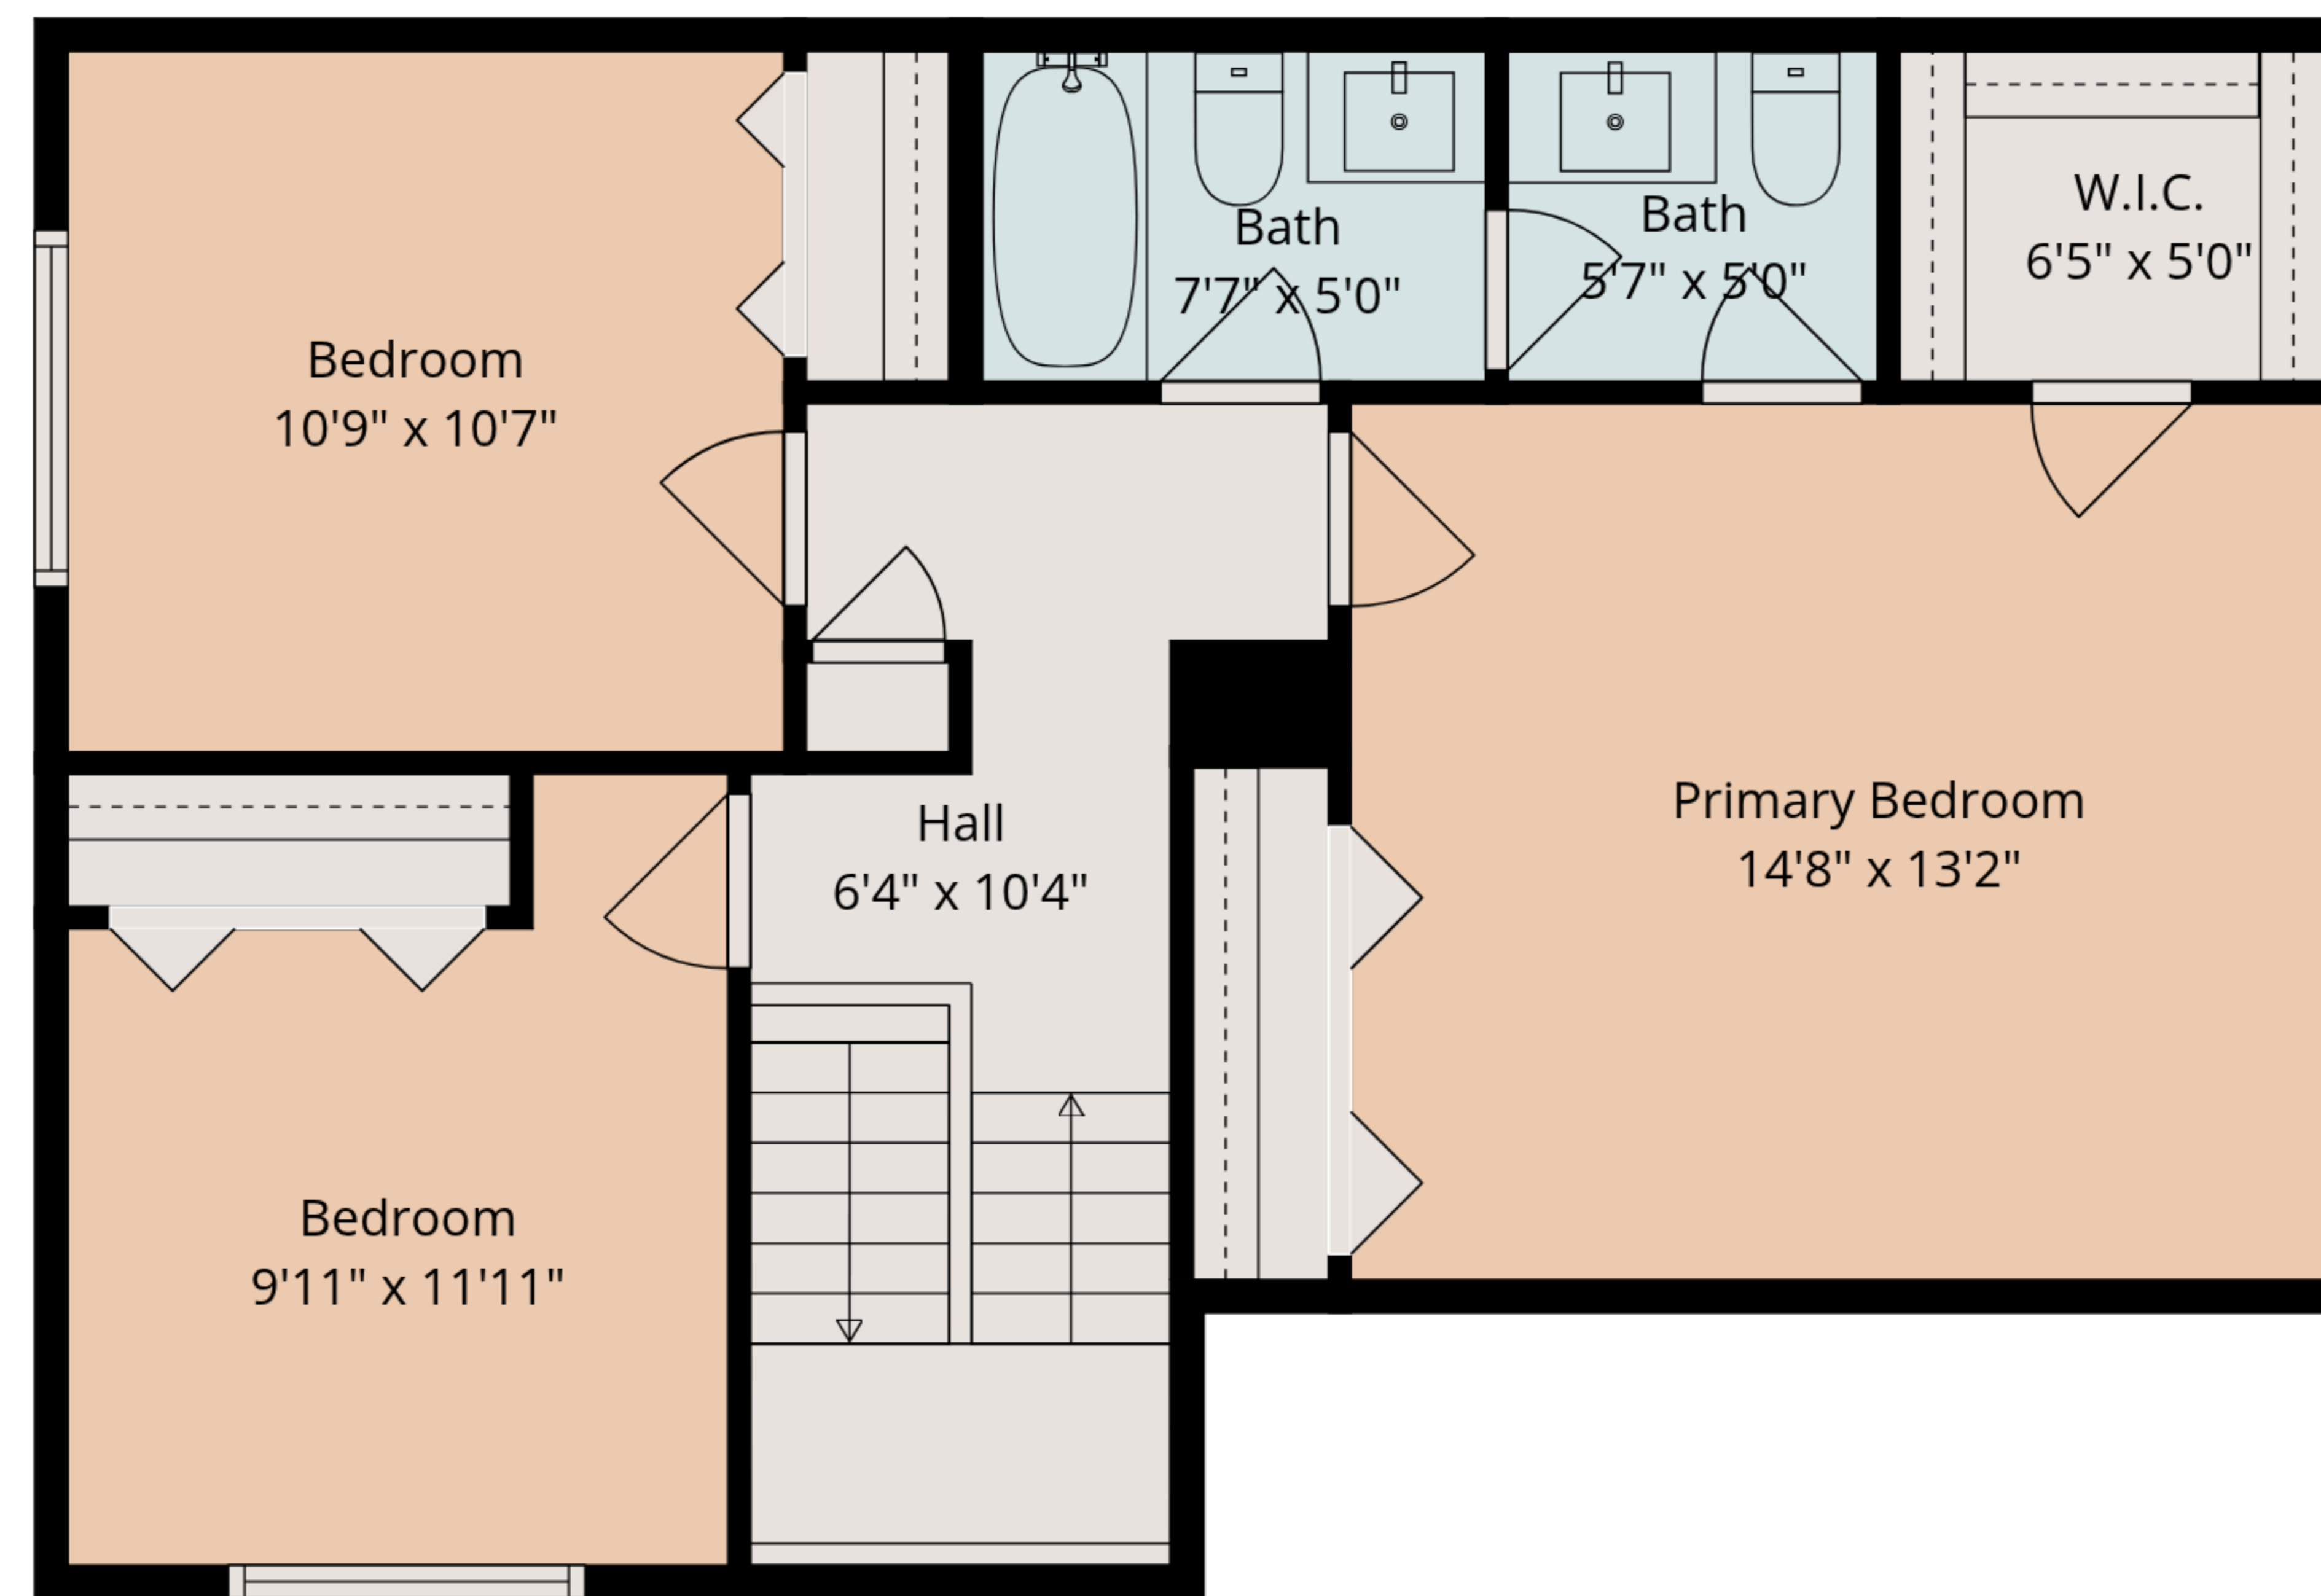 Bath
7'7" x 5'0"
Bath
5'7" x 5'0"
W.I.C.
6'5" x 5'0"
Bedroom
10'9" x 10'7"
Hall
6'4" x 10'4"
Primary Bedroom
14'8" x 13'2"
Bedroom
9'11" x 11'11"